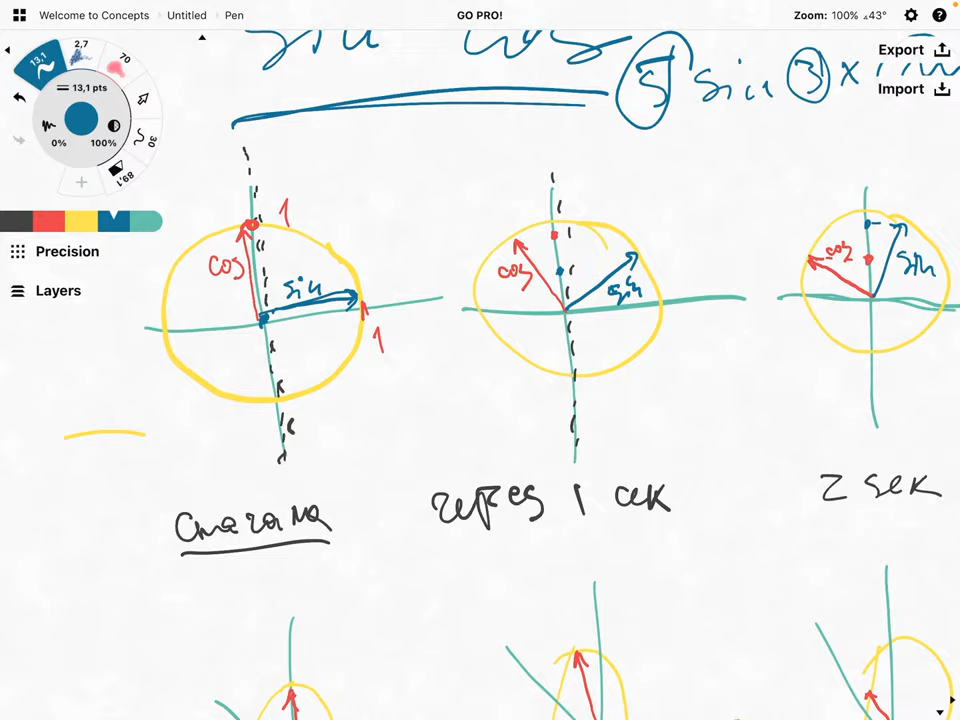 Welcome to Concepts › Untitled › Pen
GO PRO!
Zoom: 100% ⊿43°
Export
Import
2,7
70
13,1
13,1 pts
0%
100%
30
89,1
+
Precision
Layers
sin cos
5 sin 3 x
1
cos
sin
1
cos
sin
cos
sin
сначала
через 1 сек
2 sек